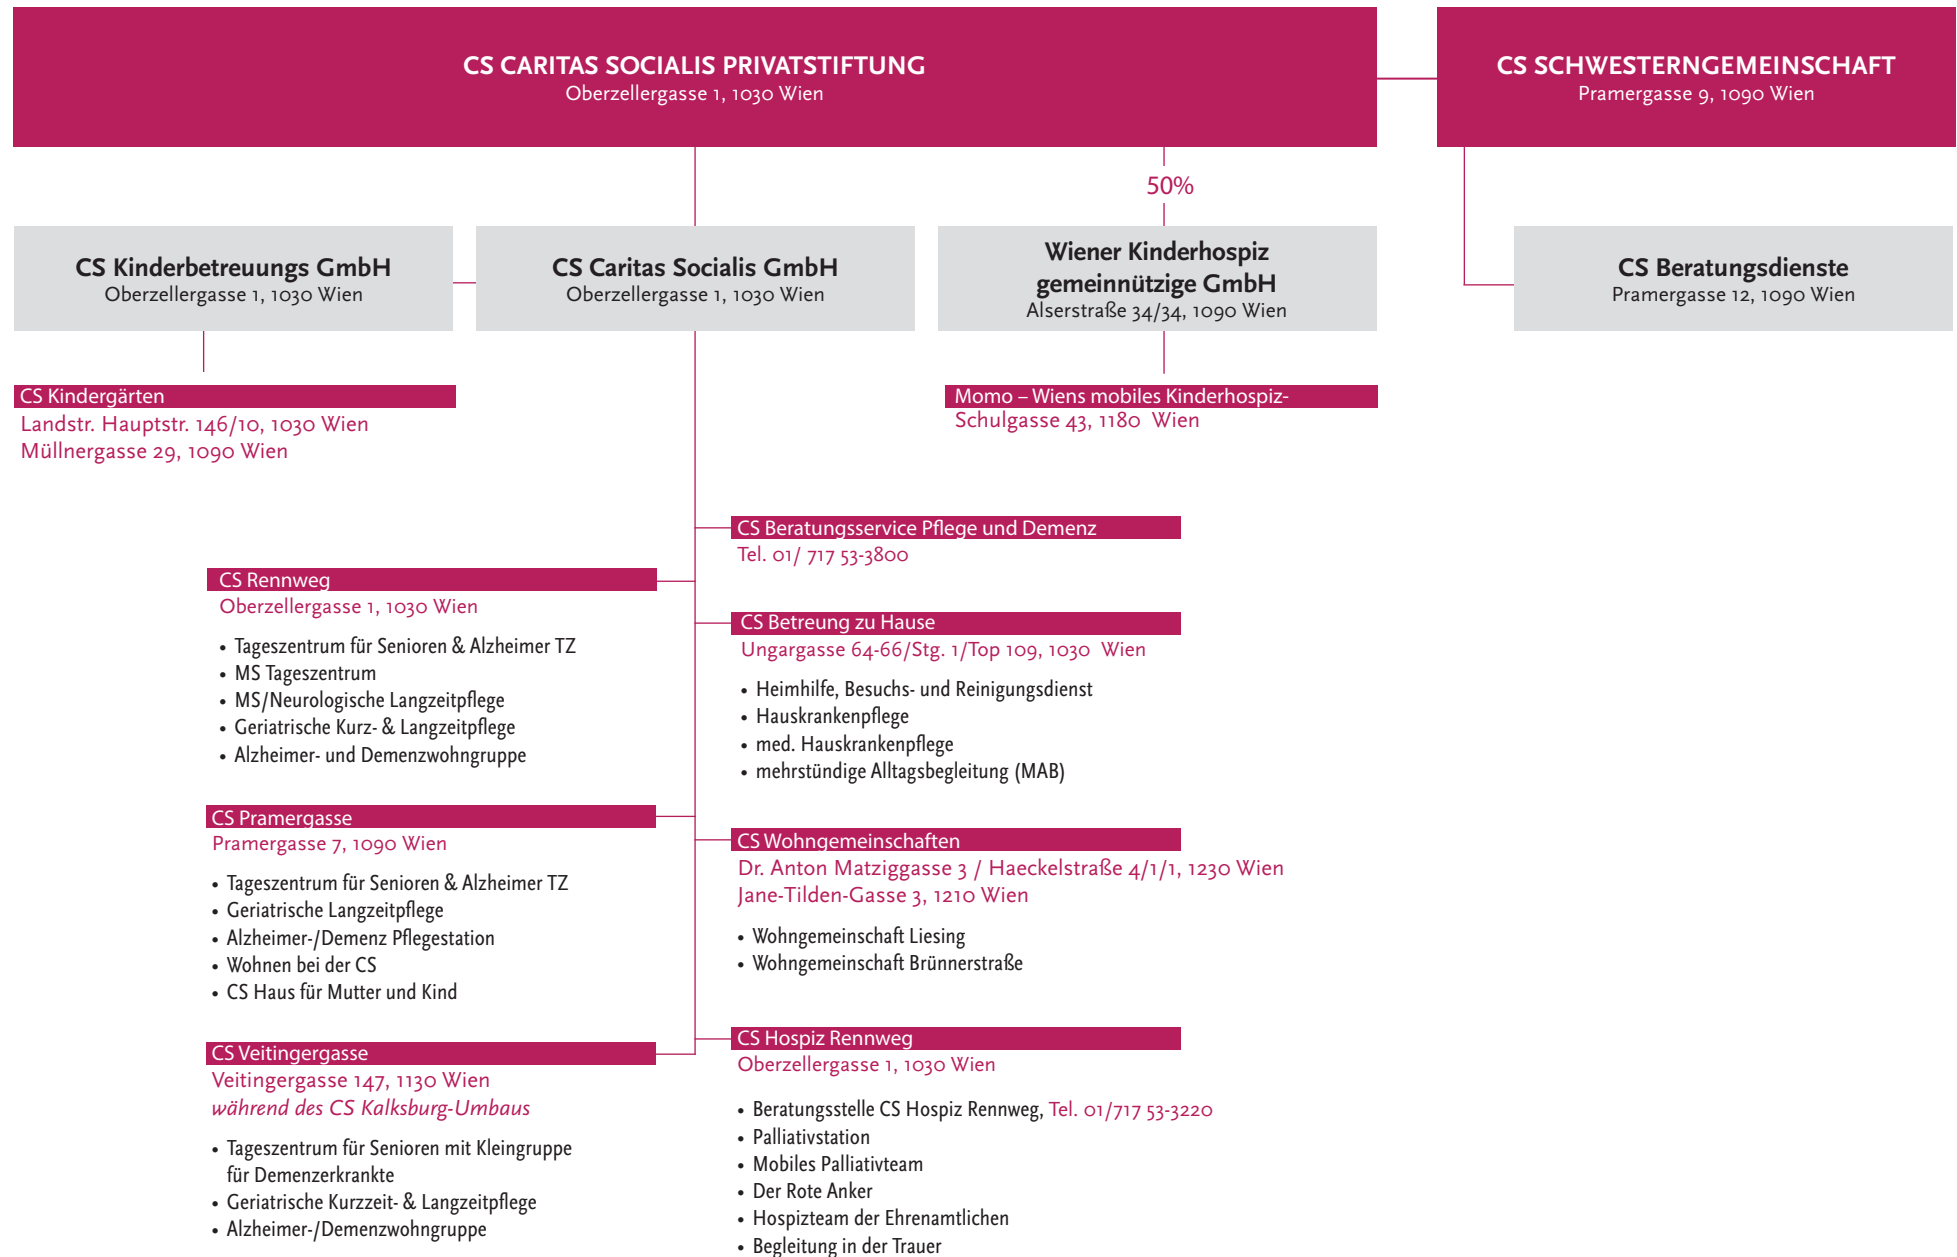 CS CARITAS SOCIALIS PRIVATSTIFTUNG
Oberzellergasse 1, 1030 Wien
CS SCHWESTERNGEMEINSCHAFT
Pramergasse 9, 1090 Wien
50%
CS Kinderbetreuungs GmbH
Oberzellergasse 1, 1030 Wien
CS Caritas Socialis GmbH
Oberzellergasse 1, 1030 Wien
Wiener Kinderhospiz
gemeinnützige GmbH
Alserstraße 34/34, 1090 Wien
CS Beratungsdienste
Pramergasse 12, 1090 Wien
CS Kindergärten
Landstr. Hauptstr. 146/10, 1030 Wien
Müllnergasse 29, 1090 Wien
Momo – Wiens mobiles Kinderhospiz-
Schulgasse 43, 1180 Wien
CS Rennweg
Oberzellergasse 1, 1030 Wien
• Tageszentrum für Senioren & Alzheimer TZ
• MS Tageszentrum
• MS/Neurologische Langzeitpflege
• Geriatrische Kurz- & Langzeitpflege
• Alzheimer- und Demenzwohngruppe
CS Pramergasse
Pramergasse 7, 1090 Wien
• Tageszentrum für Senioren & Alzheimer TZ
• Geriatrische Langzeitpflege
• Alzheimer-/Demenz Pflegestation
• Wohnen bei der CS
• CS Haus für Mutter und Kind
CS Veitingergasse
Veitingergasse 147, 1130 Wien
während des CS Kalksburg-Umbaus
• Tageszentrum für Senioren mit Kleingruppe
für Demenzerkrankte
• Geriatrische Kurzzeit- & Langzeitpflege
• Alzheimer-/Demenzwohngruppe
CS Beratungsservice Pflege und Demenz
Tel. 01/ 717 53-3800
CS Betreung zu Hause
Ungargasse 64-66/Stg. 1/Top 109, 1030 Wien
• Heimhilfe, Besuchs- und Reinigungsdienst
• Hauskrankenpflege
• med. Hauskrankenpflege
• mehrstündige Alltagsbegleitung (MAB)
CS Wohngemeinschaften
Dr. Anton Matziggasse 3 / Haeckelstraße 4/1/1, 1230 Wien
Jane-Tilden-Gasse 3, 1210 Wien
• Wohngemeinschaft Liesing
• Wohngemeinschaft Brünnerstraße
CS Hospiz Rennweg
Oberzellergasse 1, 1030 Wien
• Beratungsstelle CS Hospiz Rennweg, Tel. 01/717 53-3220
• Palliativstation
• Mobiles Palliativteam
• Der Rote Anker
• Hospizteam der Ehrenamtlichen
• Begleitung in der Trauer